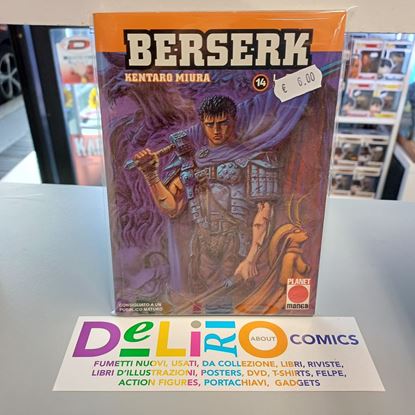 BERSERK
KENTARO MIURA
14
€ 6,00
CONSIGLIATO A UN
PUBBLICO MATURO
PLANET
manga
DeLiRiO ABOUT COMICS
FUMETTI NUOVI, USATI, DA COLLEZIONE, LIBRI, RIVISTE,
LIBRI D'ILLUSTRAZIONI, POSTERS, DVD, T-SHIRTS, FELPE,
ACTION FIGURES, PORTACHIAVI, GADGETS